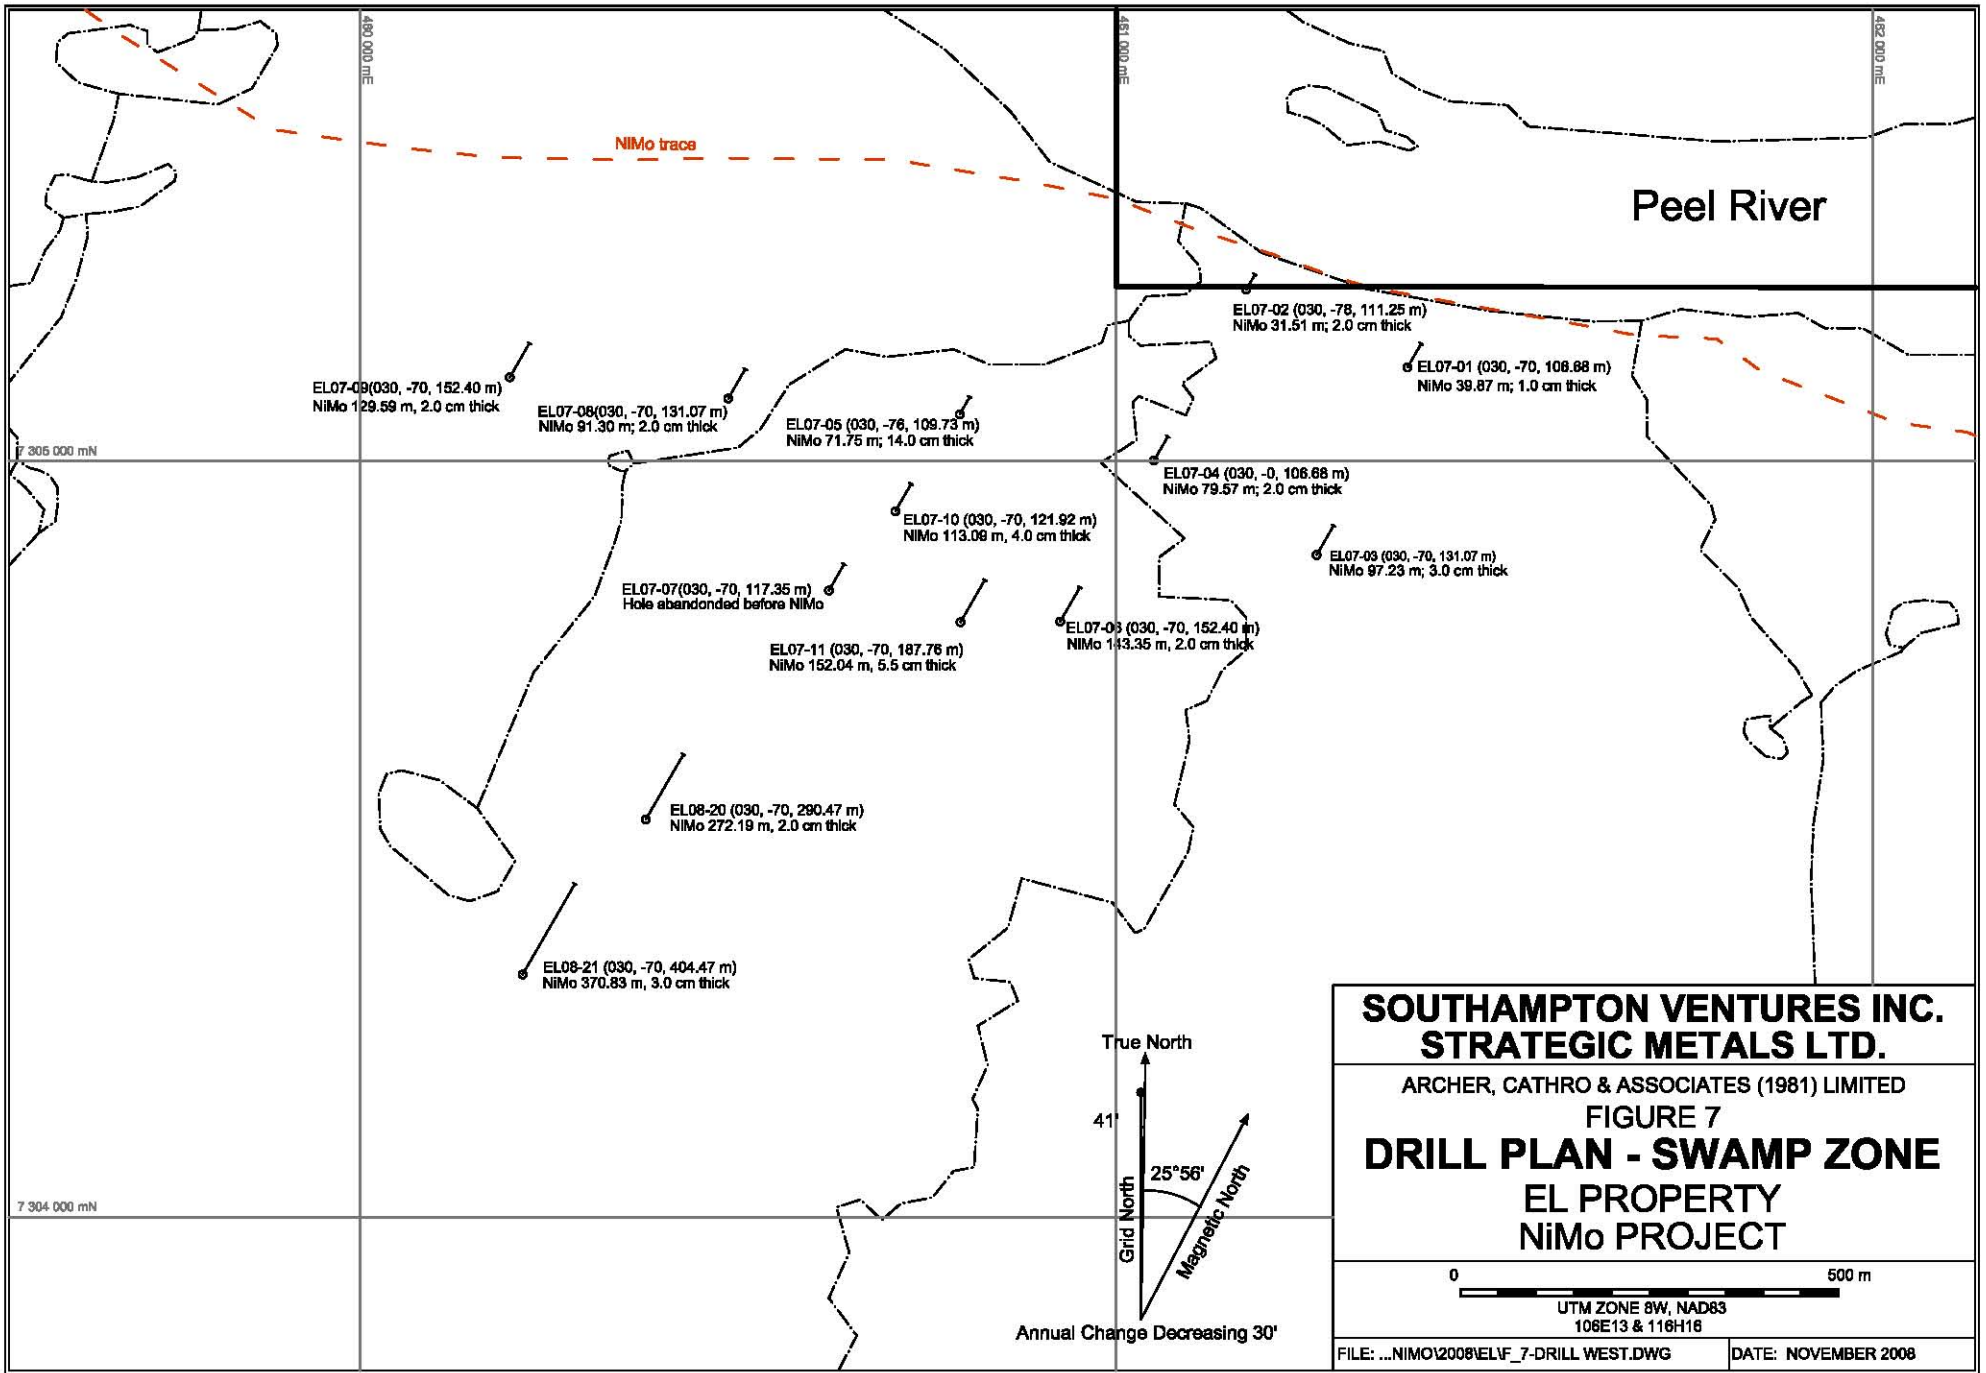 460 000 mE
461 000 mE
462 000 mE
NiMo trace
Peel River
EL07-02 (030, -78, 111.25 m)
NiMo 31.51 m; 2.0 cm thick
EL07-01 (030, -70, 106.68 m)
NiMo 39.87 m; 1.0 cm thick
EL07-09(030, -70, 152.40 m)
NiMo 129.59 m, 2.0 cm thick
EL07-08(030, -70, 131.07 m)
NiMo 91.30 m; 2.0 cm thick
EL07-05 (030, -76, 109.73 m)
NiMo 71.75 m; 14.0 cm thick
7 305 000 mN
EL07-04 (030, -0, 106.68 m)
NiMo 79.57 m; 2.0 cm thick
EL07-10 (030, -70, 121.92 m)
NiMo 113.09 m, 4.0 cm thick
EL07-03 (030, -70, 131.07 m)
NiMo 97.23 m; 3.0 cm thick
EL07-07(030, -70, 117.35 m)
Hole abandonded before NiMo
EL07-11 (030, -70, 187.76 m)
NiMo 152.04 m, 5.5 cm thick
EL07-06 (030, -70, 152.40 m)
NiMo 143.35 m, 2.0 cm thick
EL08-20 (030, -70, 290.47 m)
NiMo 272.19 m, 2.0 cm thick
EL08-21 (030, -70, 404.47 m)
NiMo 370.83 m, 3.0 cm thick
7 304 000 mN
True North
41'
25°56'
Grid North
Magnetic North
Annual Change Decreasing 30'
SOUTHAMPTON VENTURES INC.
STRATEGIC METALS LTD.
ARCHER, CATHRO & ASSOCIATES (1981) LIMITED
FIGURE 7
DRILL PLAN - SWAMP ZONE
EL PROPERTY
NiMo PROJECT
0 500 m
UTM ZONE 8W, NAD83
106E13 & 116H16
FILE: ...NIMO\2008\EL\F_7-DRILL WEST.DWG
DATE: NOVEMBER 2008